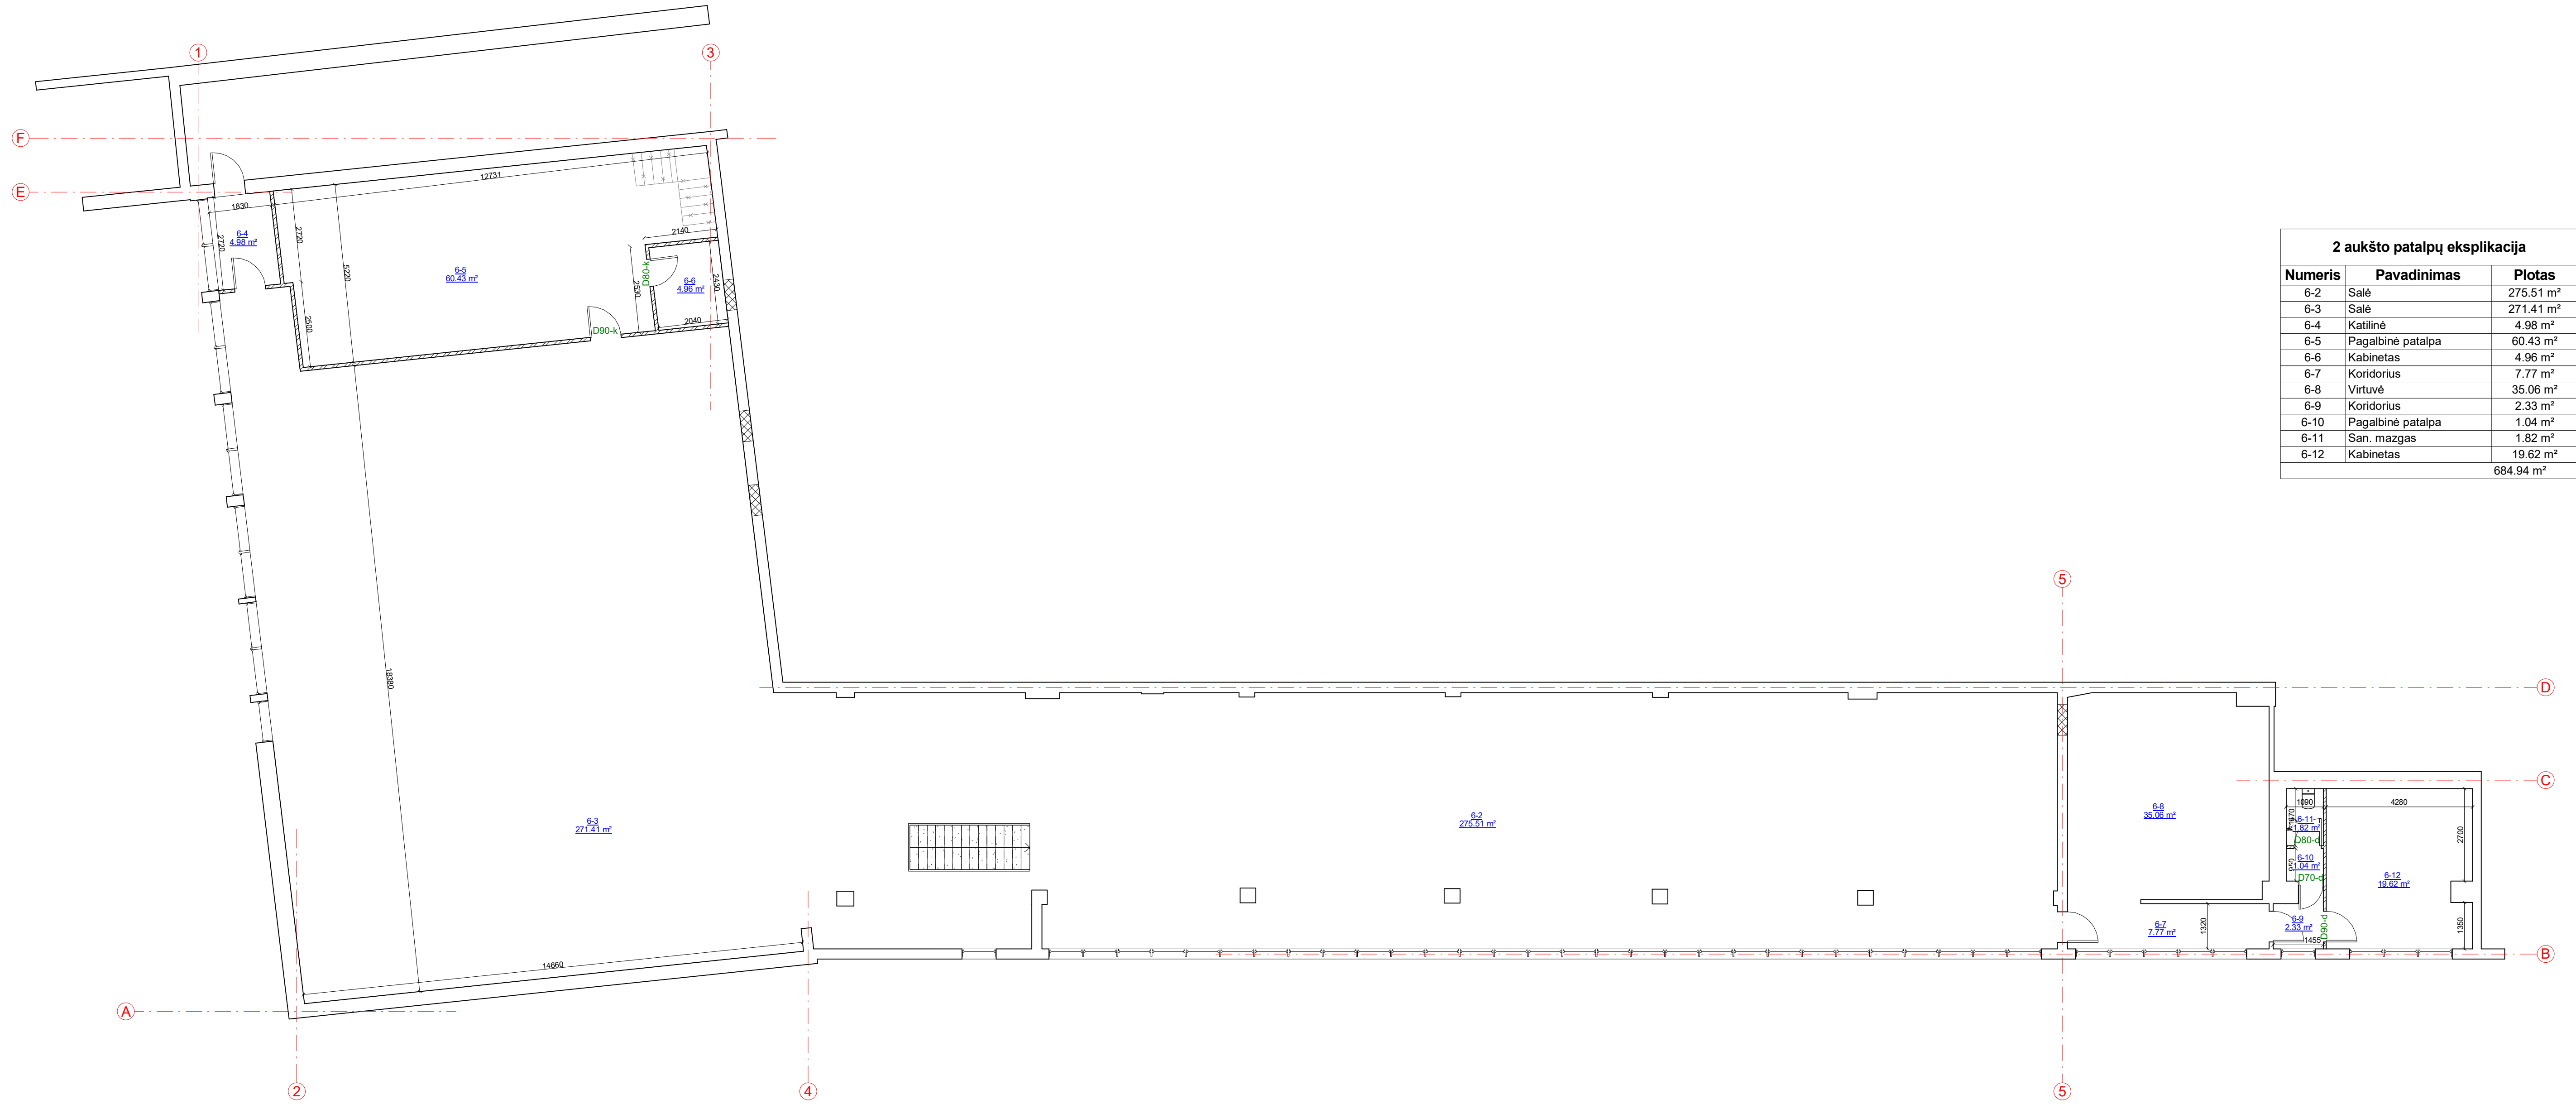 1
3
F
E
12731
1830
2720
6-4
4.98 m²
2720
5220
2500
6-5
60.43 m²
2140
D80-k
2530
6-6
4.96 m²
2430
2040
D90-k
2 aukšto patalpų eksplikacija
Numeris Pavadinimas Plotas
6-2 Salė 275.51 m²
6-3 Salė 271.41 m²
6-4 Katilinė 4.98 m²
6-5 Pagalbinė patalpa 60.43 m²
6-6 Kabinetas 4.96 m²
6-7 Koridorius 7.77 m²
6-8 Virtuvė 35.06 m²
6-9 Koridorius 2.33 m²
6-10 Pagalbinė patalpa 1.04 m²
6-11 San. mazgas 1.82 m²
6-12 Kabinetas 19.62 m²
684.94 m²
5
18380
D
C
6-3
271.41 m²
6-2
275.51 m²
6-8
35.06 m²
1090
4280
1670
6-11
1.82 m²
D80-d
2700
950
6-10
1.04 m²
D70-d
6-12
19.62 m²
6-7
7.77 m²
1320
6-9
2.33 m²
D90-d
1455
1350
B
14660
A
2
4
5